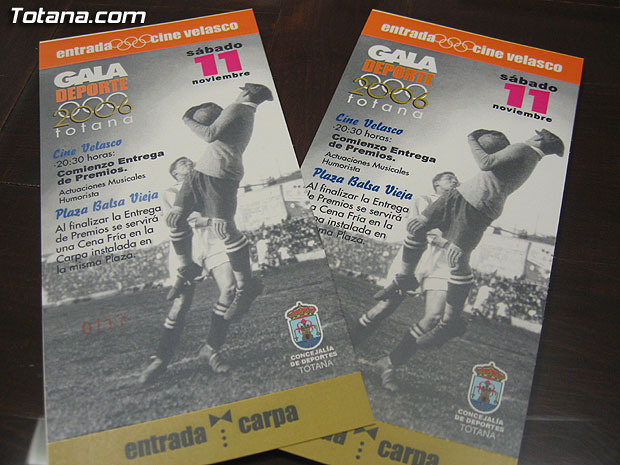 Totana.com http://www.totana.com
entrada cine velasco
GALA
DEPORTE
2006
totana
sábado
11
noviembre
Cine Velasco
-20:30 horas:
Comienzo Entrega
de Premios.
Actuaciones Musicales
Humorista
Plaza Balsa Vieja
Al finalizar la Entrega
de Premios se servirá
una Cena Fría en la
Carpa instalada en
la misma Plaza.
CONCEJALÍA
DE DEPORTES
TOTANA
entrada carpa
entrada cine velasco
GALA
DEPORTE
2006
totana
sábado
11
noviembre
Cine Velasco
-20:30 horas:
Comienzo Entrega
de Premios.
Actuaciones Musicales
Humorista
Plaza Balsa Vieja
Al finalizar la Entrega
de Premios se servirá
una Cena Fría en la
Carpa instalada en
la misma Plaza.
CONCEJALÍA
DE DEPORTES
TOTANA
carpa